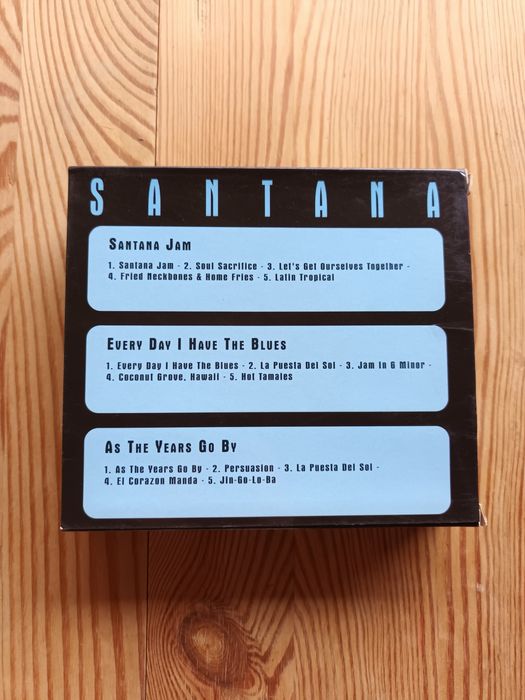 SANTANA
SANTANA JAM
1. Santana Jam - 2. Soul Sacrifice - 3. Let's Get Ourselves Together -
4. Fried Neckbones & Home Fries - 5. Latin Tropical
EVERY DAY I HAVE THE BLUES
1. Every Day I Have The Blues - 2. La Puesta Del Sol - 3. Jam In G Minor -
4. Coconut Grove, Hawaii - 5. Hot Tamales
AS THE YEARS GO BY
1. As The Years Go By - 2. Persuasion - 3. La Puesta Del Sol -
4. El Corazon Manda - 5. Jin-Go-Lo-Ba